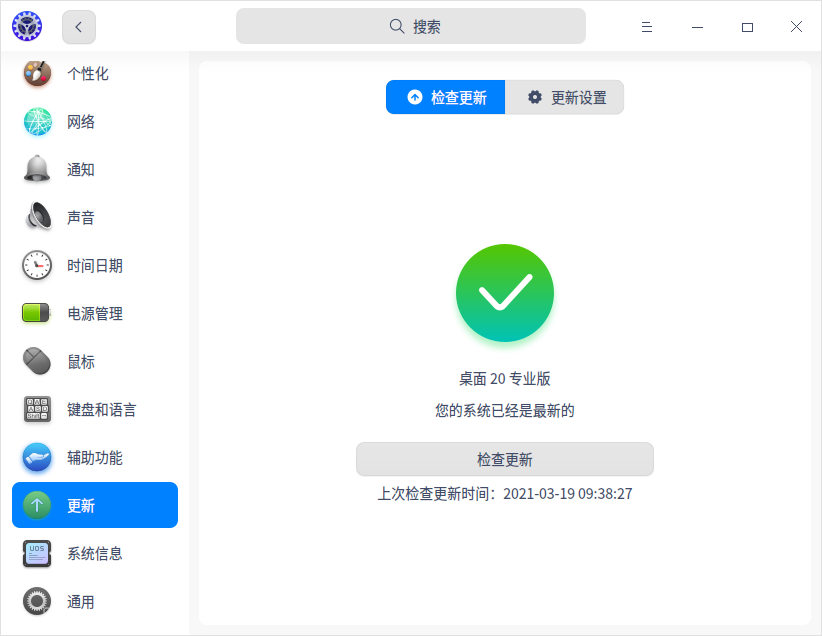 搜索
个性化
网络
通知
声音
时间日期
电源管理
鼠标
键盘和语言
辅助功能
更新
UOS
系统信息
通用
检查更新
更新设置
桌面 20 专业版
您的系统已经是最新的
检查更新
上次检查更新时间：2021-03-19 09:38:27